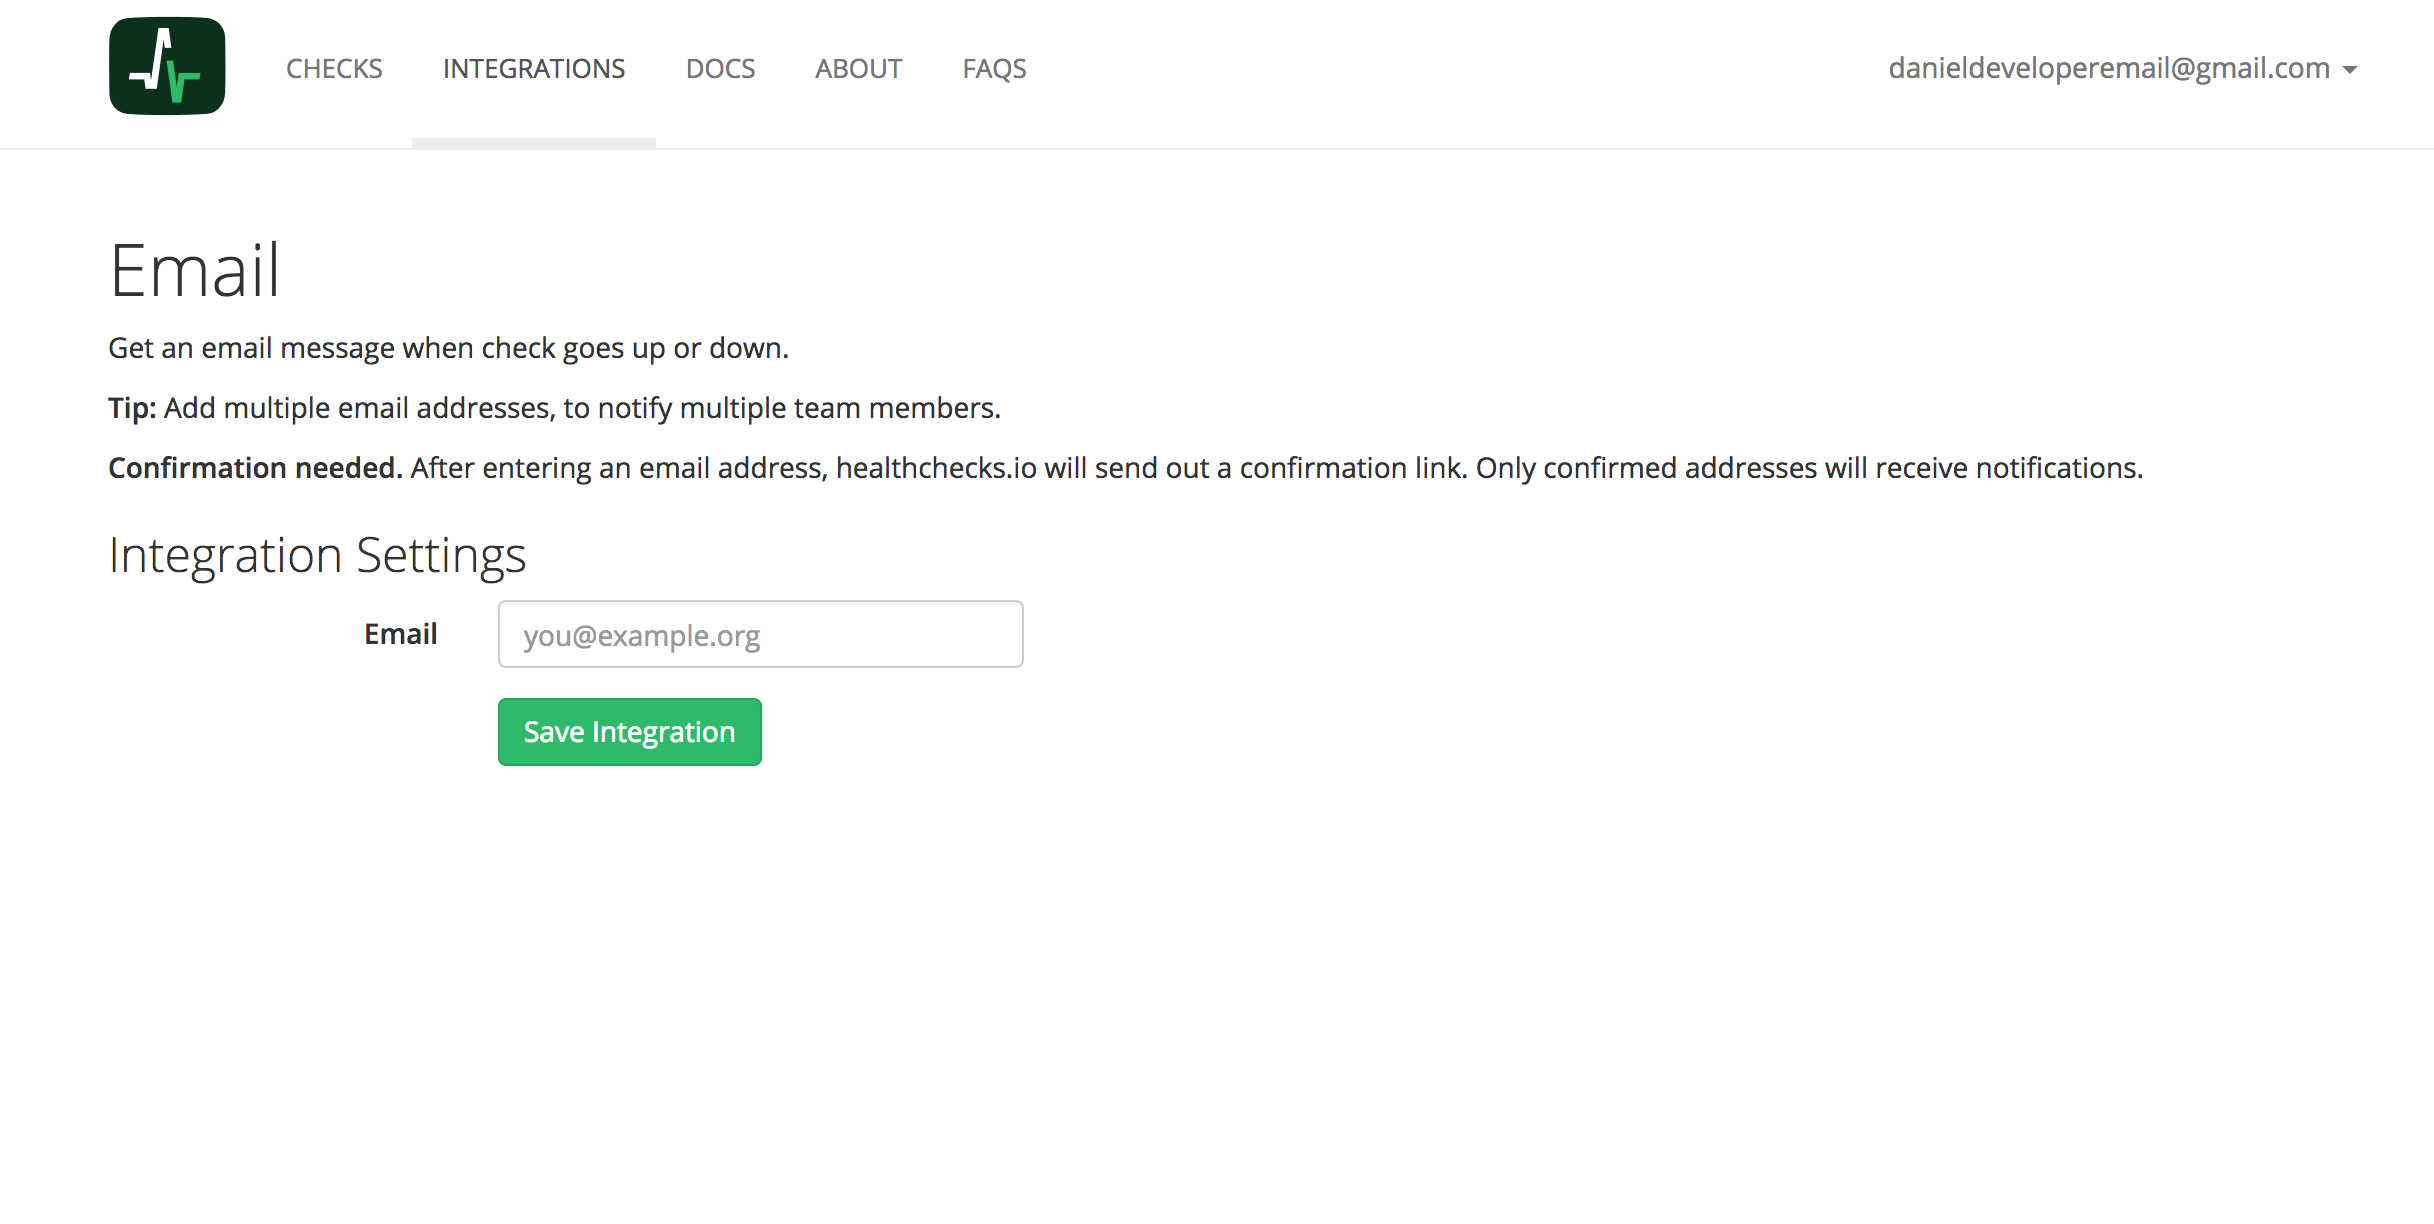 CHECKS INTEGRATIONS DOCS ABOUT FAQS danieldeveloperemail@gmail.com
Email
Get an email message when check goes up or down.
Tip: Add multiple email addresses, to notify multiple team members.
Confirmation needed. After entering an email address, healthchecks.io will send out a confirmation link. Only confirmed addresses will receive notifications.
Integration Settings
Email you@example.org
Save Integration